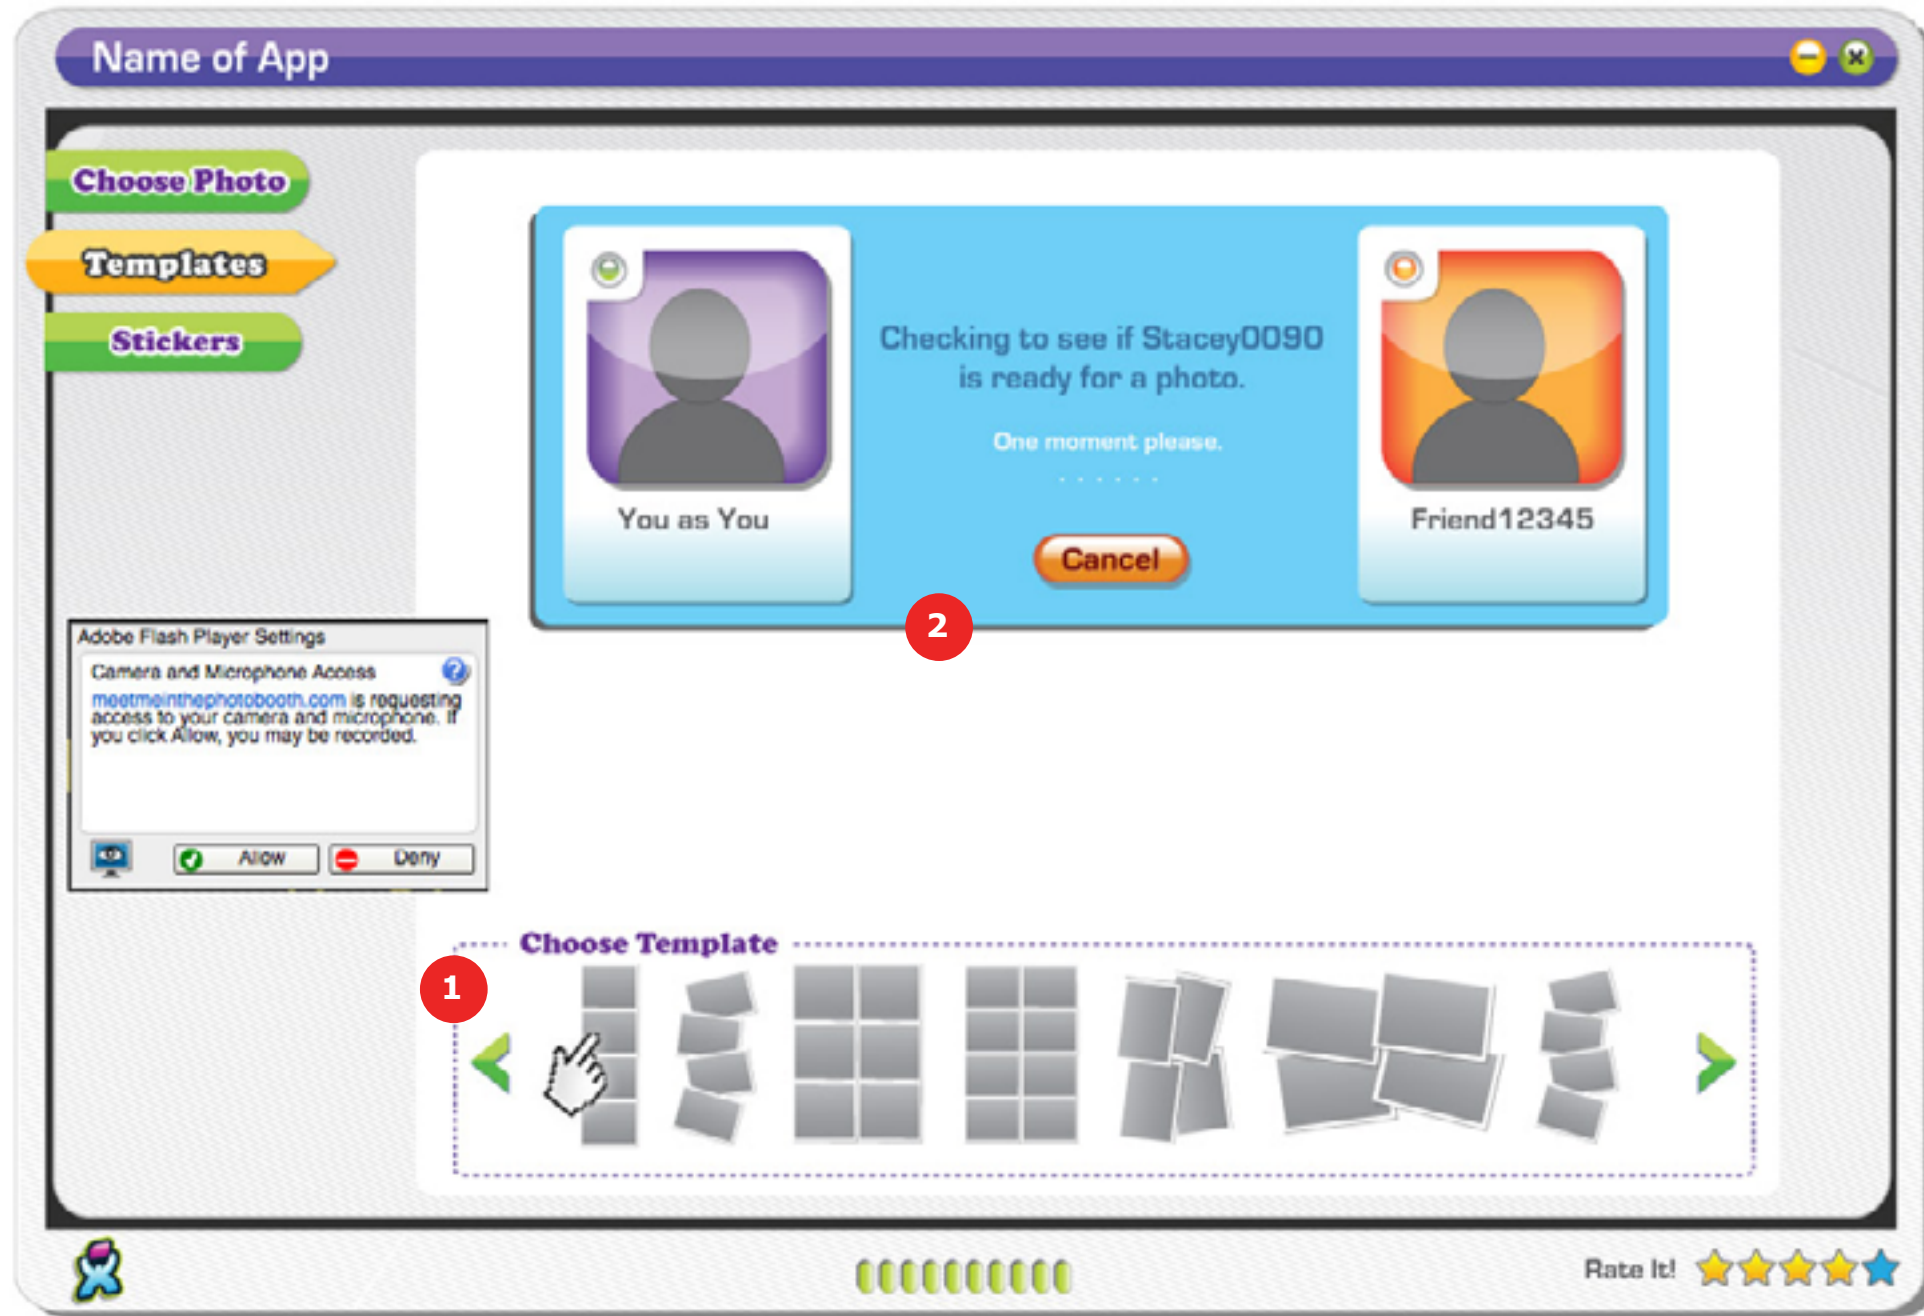 Name of App
Choose Photo
Templates
Stickers
Checking to see if Stacey0090
is ready for a photo.
One moment please.
. . . . . .
Cancel
You as You
Friend12345
2
Adobe Flash Player Settings
Camera and Microphone Access
?
meetmeinthephotobooth.com is requesting
access to your camera and microphone. If
you click Allow, you may be recorded.
Allow
Deny
Choose Template
1
Rate It!